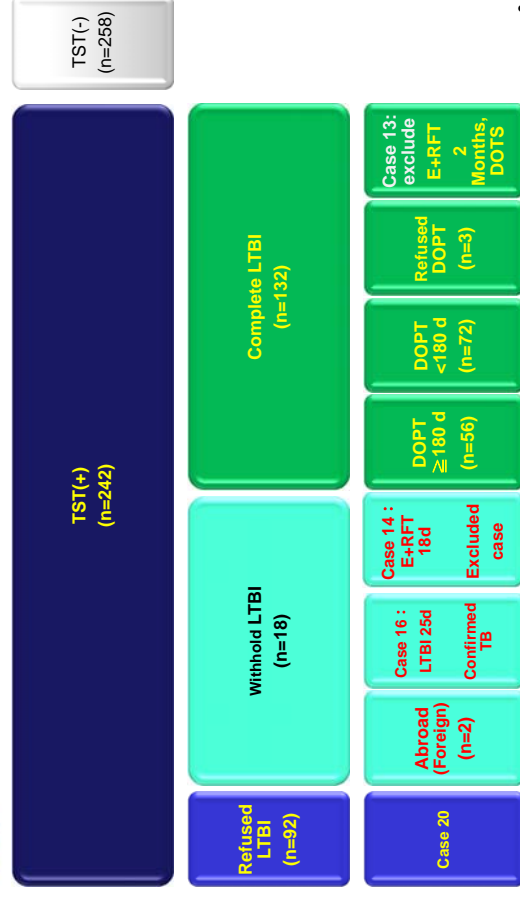 TST(+)
(n=242)
TST(-)
(n=258)
Refused
LTBI
(n=92)
Withhold LTBI
(n=18)
Complete LTBI
(n=132)
Case 20
Abroad
(Foreign)
(n=2)
Case 16 :
LTBI 25d
Confirmed
TB
Case 14 :
E+RFT
18d
Excluded
case
DOPT
≧180 d
(n=56)
DOPT
<180 d
(n=72)
Refused
DOPT
(n=3)
Case 13:
exclude
E+RFT
2
Months,
DOTS